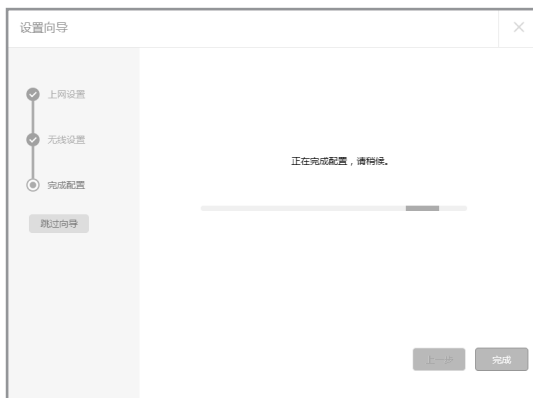 设置向导
上网设置
无线设置
完成配置
跳过向导
正在完成配置，请稍候。
上一步
完成